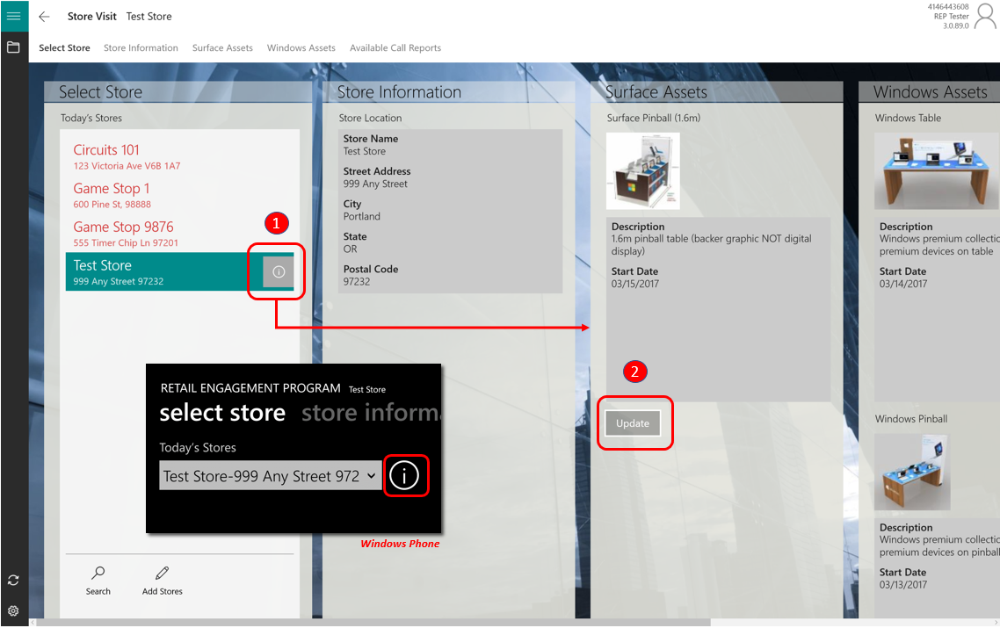 Store Visit Test Store
4146443608
REP Tester
3.0.89.0
Select Store Store Information Surface Assets Windows Assets Available Call Reports
Select Store
Today's Stores
Circuits 101
123 Victoria Ave V6B 1A7
Game Stop 1
600 Pine St, 98888
Game Stop 9876
555 Timer Chip Ln 97201
Test Store
999 Any Street 97232
1
Search
Add Stores
Store Information
Store Location
Store Name
Test Store
Street Address
999 Any Street
City
Portland
State
OR
Postal Code
97232
RETAIL ENGAGEMENT PROGRAM Test Store
select store store informa
Today's Stores
Test Store-999 Any Street 972
Windows Phone
Surface Assets
Surface Pinball (1.6m)
Description
1.6m pinball table (backer graphic NOT digital
display)
Start Date
03/15/2017
2
Update
Windows Assets
Windows Table
Description
Windows premium collectic
premium devices on table
Start Date
03/14/2017
Windows Pinball
Description
Windows premium collectic
premium devices on pinball
Start Date
03/13/2017